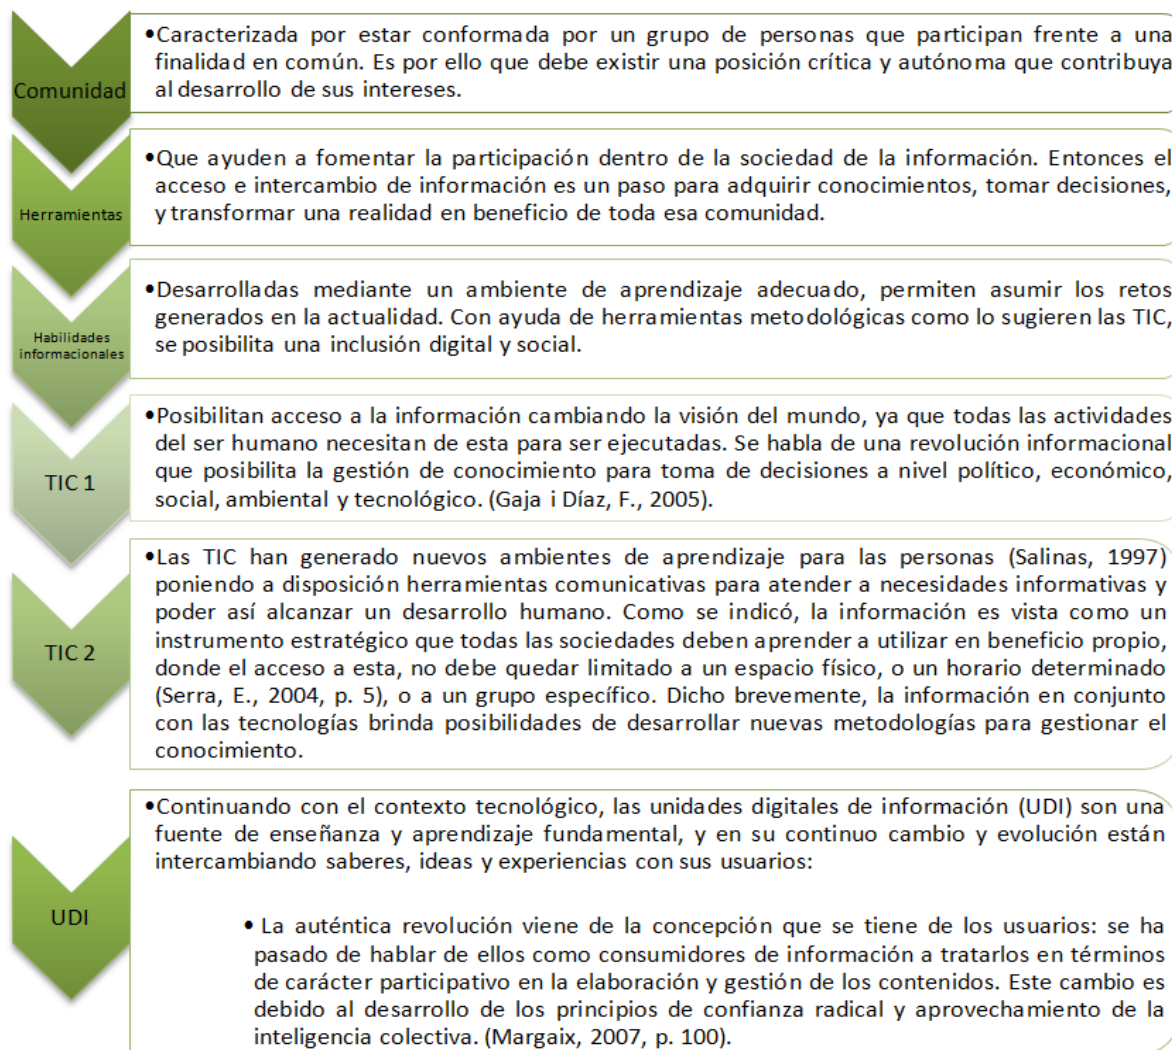 Comunidad
•Caracterizada por estar conformada por un grupo de personas que participan frente a una
finalidad en común. Es por ello que debe existir una posición crítica y autónoma que contribuya
al desarrollo de sus intereses.
Herramientas
•Que ayuden a fomentar la participación dentro de la sociedad de la información. Entonces el
acceso e intercambio de información es un paso para adquirir conocimientos, tomar decisiones,
y transformar una realidad en beneficio de toda esa comunidad.
Habilidades
informacionales
•Desarrolladas mediante un ambiente de aprendizaje adecuado, permiten asumir los retos
generados en la actualidad. Con ayuda de herramientas metodológicas como lo sugieren las TIC,
se posibilita una inclusión digital y social.
TIC 1
•Posibilitan acceso a la información cambiando la visión del mundo, ya que todas las actividades
del ser humano necesitan de esta para ser ejecutadas. Se habla de una revolución informacional
que posibilita la gestión de conocimiento para toma de decisiones a nivel político, económico,
social, ambiental y tecnológico. (Gaja i Díaz, F., 2005).
TIC 2
•Las TIC han generado nuevos ambientes de aprendizaje para las personas (Salinas, 1997)
poniendo a disposición herramientas comunicativas para atender a necesidades informativas y
poder así alcanzar un desarrollo humano. Como se indicó, la información es vista como un
instrumento estratégico que todas las sociedades deben aprender a utilizar en beneficio propio,
donde el acceso a esta, no debe quedar limitado a un espacio físico, o un horario determinado
(Serra, E., 2004, p. 5), o a un grupo específico. Dicho brevemente, la información en conjunto
con las tecnologías brinda posibilidades de desarrollar nuevas metodologías para gestionar el
conocimiento.
UDI
•Continuando con el contexto tecnológico, las unidades digitales de información (UDI) son una
fuente de enseñanza y aprendizaje fundamental, y en su continuo cambio y evolución están
intercambiando saberes, ideas y experiencias con sus usuarios:
• La auténtica revolución viene de la concepción que se tiene de los usuarios: se ha
pasado de hablar de ellos como consumidores de información a tratarlos en términos
de carácter participativo en la elaboración y gestión de los contenidos. Este cambio es
debido al desarrollo de los principios de confianza radical y aprovechamiento de la
inteligencia colectiva. (Margaix, 2007, p. 100).